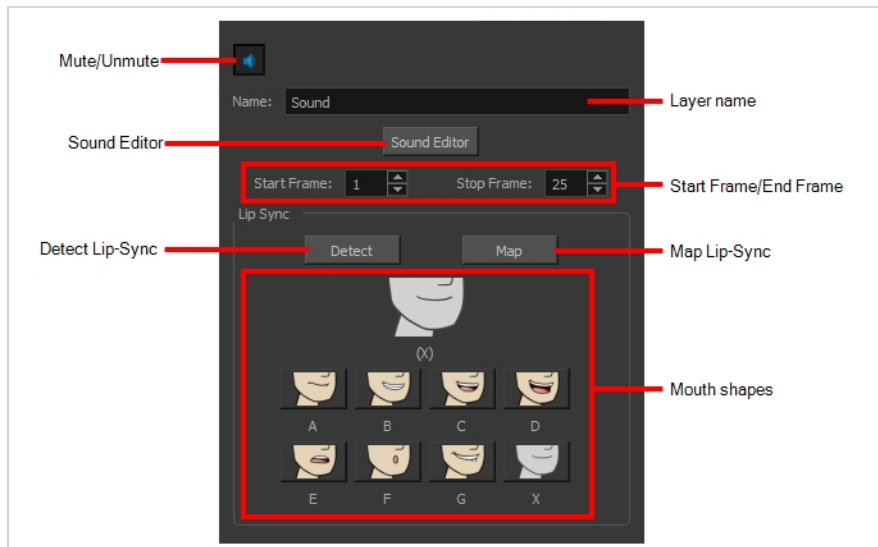 Mute/Unmute
Name: Sound
Layer name
Sound Editor
Sound Editor
Start Frame: 1 Stop Frame: 25
Start Frame/End Frame
Lip Sync
Detect Lip-Sync
Detect Map
Map Lip-Sync
(X)
Mouth shapes
A B C D
E F G X